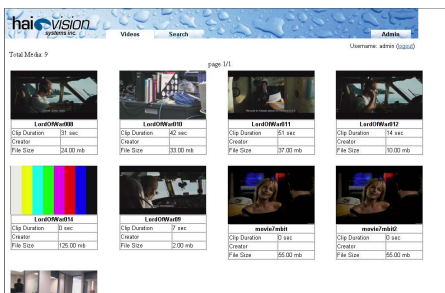 haivision
systems inc.
Videos Search Admin
Username: admin (logout)
Total Media: 9
page 1/1
LordOfWar008
Clip Duration 31 sec
Creator
File Size 24.00 mb
LordOfWar010
Clip Duration 42 sec
Creator
File Size 33.00 mb
LordOfWar011
Clip Duration 51 sec
Creator
File Size 37.00 mb
LordOfWar012
Clip Duration 14 sec
Creator
File Size 10.00 mb
LordOfWar014
Clip Duration 0 sec
Creator
File Size 125.00 mb
LordOfWar09
Clip Duration 7 sec
Creator
File Size 2.00 mb
movie7mbit
Clip Duration 0 sec
Creator
File Size 55.00 mb
movie7mbit2
Clip Duration 0 sec
Creator
File Size 55.00 mb